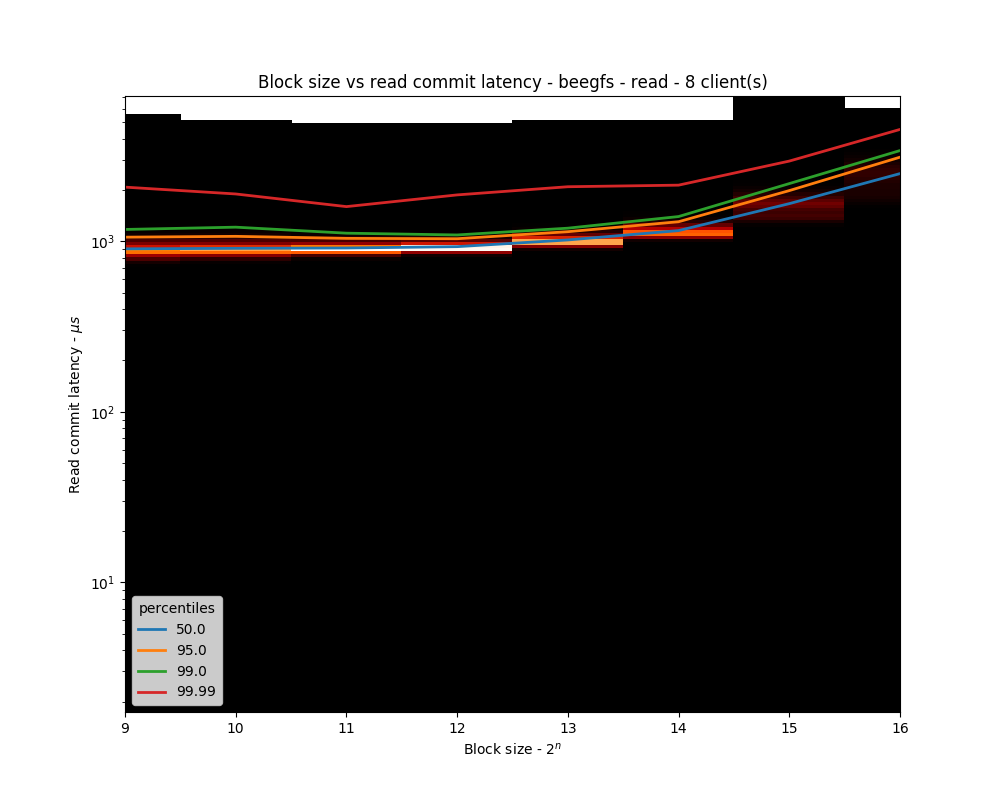 Block size vs read commit latency - beegfs - read - 8 client(s)
Read commit latency - μs
10³
10²
10¹
percentiles
50.0
95.0
99.0
99.99
9 10 11 12 13 14 15 16
Block size - 2ⁿ